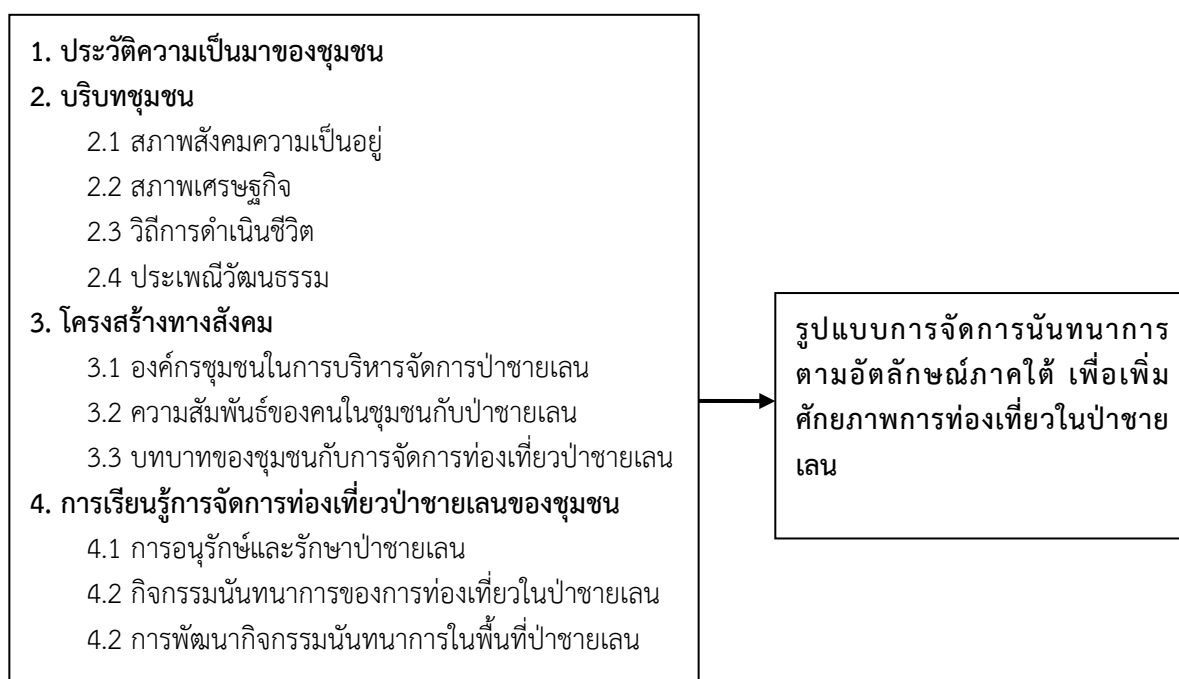 1. ประวัติความเป็นมาของชุมชน
2. บริบทชุมชน
2.1 สภาพสังคมความเป็นอยู่
2.2 สภาพเศรษฐกิจ
2.3 วิถีการดำเนินชีวิต
2.4 ประเพณีวัฒนธรรม
3. โครงสร้างทางสังคม
3.1 องค์กรชุมชนในการบริหารจัดการป่าชายเลน
3.2 ความสัมพันธ์ของคนในชุมชนกับป่าชายเลน
3.3 บทบาทของชุมชนกับการจัดการท่องเที่ยวป่าชายเลน
4. การเรียนรู้การจัดการท่องเที่ยวป่าชายเลนของชุมชน
4.1 การอนุรักษ์และรักษาป่าชายเลน
4.2 กิจกรรมนันทนาการของการท่องเที่ยวในป่าชายเลน
4.2 การพัฒนากิจกรรมนันทนาการในพื้นที่ป่าชายเลน
รูปแบบการจัดการนันทนาการ
ตามอัตลักษณ์ภาคใต้ เพื่อเพิ่ม
ศักยภาพการท่องเที่ยวในป่าชาย
เลน